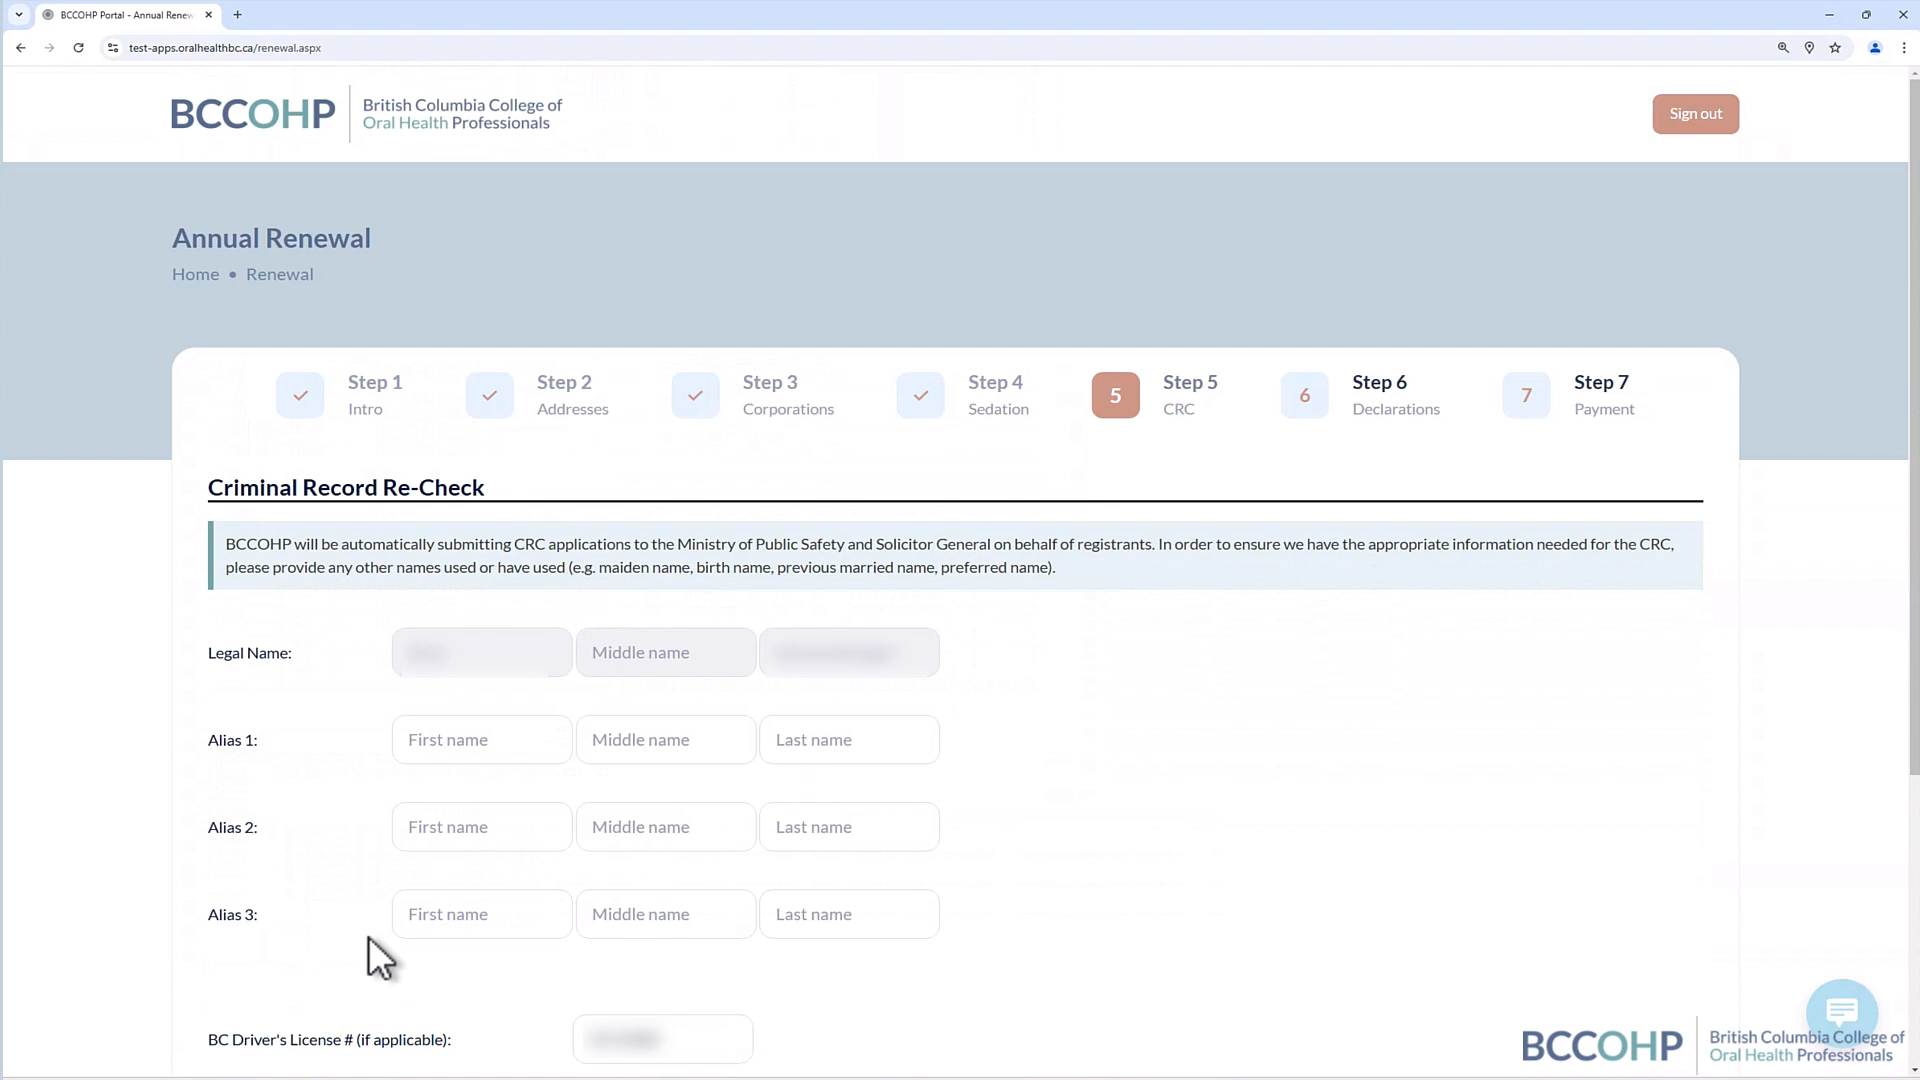 BCCOHP Portal - Annual Renew
test-apps.oralhealthbc.ca/renewal.aspx
BCCOHP
British Columbia College of
Oral Health Professionals
Sign out
Annual Renewal
Home • Renewal
Step 1
Intro
Step 2
Addresses
Step 3
Corporations
Step 4
Sedation
5
Step 5
CRC
6
Step 6
Declarations
7
Step 7
Payment
Criminal Record Re-Check
BCCOHP will be automatically submitting CRC applications to the Ministry of Public Safety and Solicitor General on behalf of registrants. In order to ensure we have the appropriate information needed for the CRC,
please provide any other names used or have used (e.g. maiden name, birth name, previous married name, preferred name).
Legal Name: Middle name
Alias 1: First name Middle name Last name
Alias 2: First name Middle name Last name
Alias 3: First name Middle name Last name
BC Driver's License # (if applicable):
BCCOHP
British Columbia College of
Oral Health Professionals